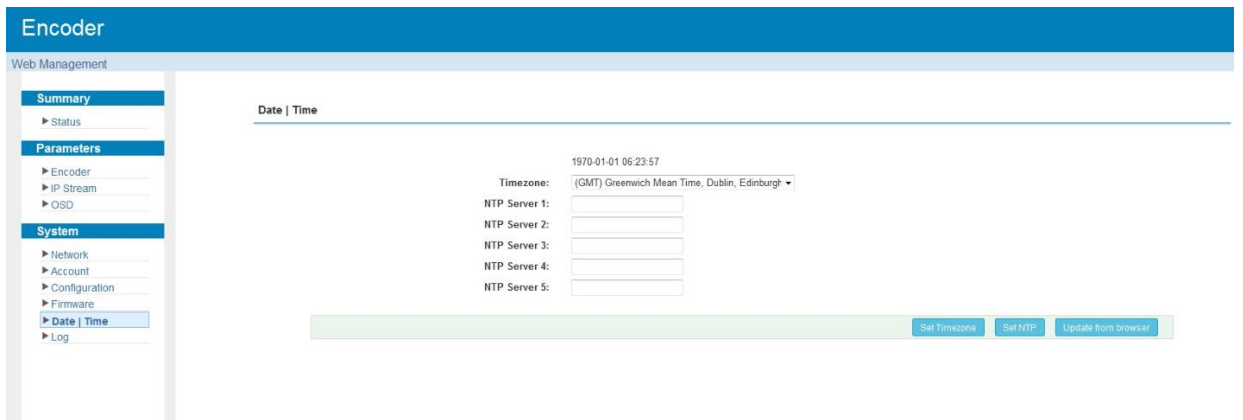 Encoder
Web Management
Summary
Status
Parameters
Encoder
IP Stream
OSD
System
Network
Account
Configuration
Firmware
Date | Time
Log
Date | Time
1970-01-01 06:23:57
Timezone: (GMT) Greenwich Mean Time, Dublin, Edinburgh
NTP Server 1:
NTP Server 2:
NTP Server 3:
NTP Server 4:
NTP Server 5:
Set Timezone Set NTP Update from browser